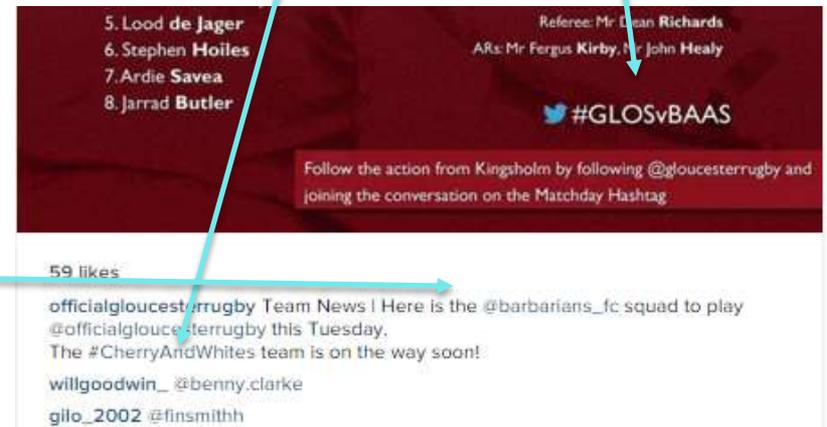 5. Lood de Jager
6. Stephen Hoiles
7. Ardie Savea
8. Jarrad Butler
Referee: Mr Dean Richards
ARs: Mr Fergus Kirby, Mr John Healy
#GLOSvBAAS
Follow the action from Kingsholm by following @gloucesterrugby and
joining the conversation on the Matchday Hashtag
59 likes
officialgloucesterrugby Team News | Here is the @barbarians_fc squad to play
@officialgloucesterrugby this Tuesday.
The #CherryAndWhites team is on the way soon!
willgoodwin_ @benny.clarke
gilo_2002 @finsmithh